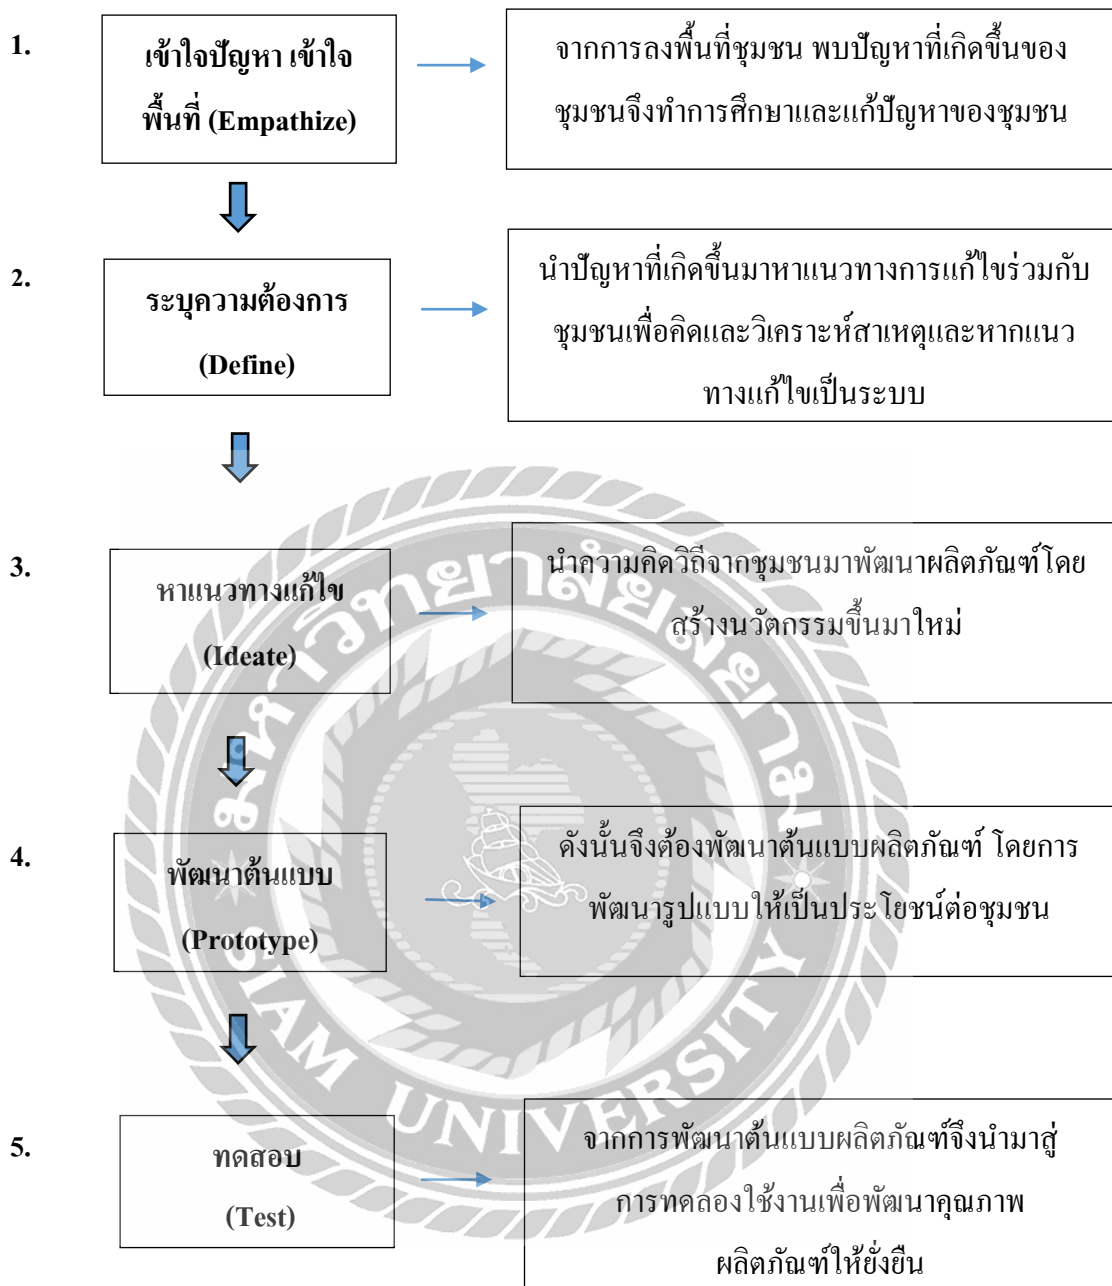 1.
เข้าใจปัญหา เข้าใจ
พื้นที่ (Empathize)
จากการลงพื้นที่ชุมชน พบปัญหาที่เกิดขึ้นของ
ชุมชนจึงทำการศึกษาและแก้ปัญหาของชุมชน
2.
ระบุความต้องการ
(Define)
นำปัญหาที่เกิดขึ้นมาหาแนวทางการแก้ไขร่วมกับ
ชุมชนเพื่อคิดและวิเคราะห์สาเหตุและหากแนว
ทางแก้ไขเป็นระบบ
3.
หาแนวทางแก้ไข
(Ideate)
นำความคิดวิถีจากชุมชนมาพัฒนาผลิตภัณฑ์โดย
สร้างนวัตกรรมขึ้นมาใหม่
4.
พัฒนาต้นแบบ
(Prototype)
ดังนั้นจึงต้องพัฒนาต้นแบบผลิตภัณฑ์ โดยการ
พัฒนารูปแบบให้เป็นประโยชน์ต่อชุมชน
5.
ทดสอบ
(Test)
จากการพัฒนาต้นแบบผลิตภัณฑ์จึงนำมาสู่
การทดลองใช้งานเพื่อพัฒนาคุณภาพ
ผลิตภัณฑ์ให้ยั่งยืน
มหาวิทยาลัยสยาม
SIAM UNIVERSITY